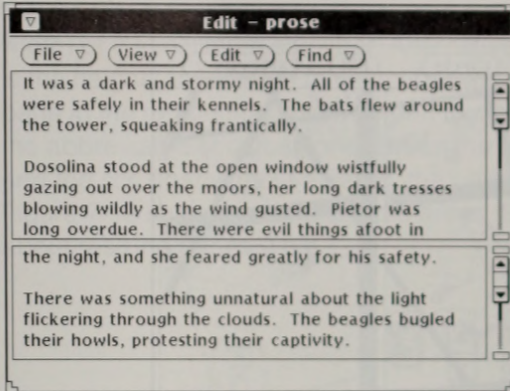 Edit – prose
File View Edit Find
It was a dark and stormy night. All of the beagles
were safely in their kennels. The bats flew around
the tower, squeaking frantically.
Dosolina stood at the open window wistfully
gazing out over the moors, her long dark tresses
blowing wildly as the wind gusted. Pietor was
long overdue. There were evil things afoot in
the night, and she feared greatly for his safety.
There was something unnatural about the light
flickering through the clouds. The beagles bugled
their howls, protesting their captivity.